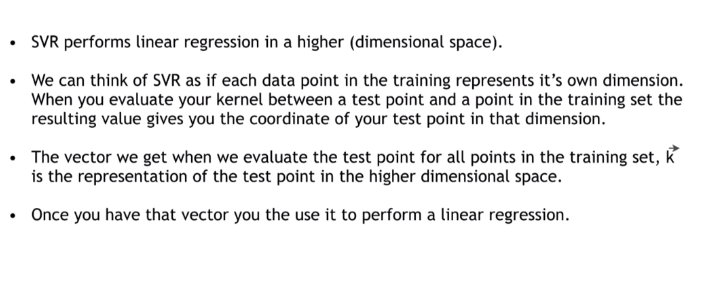 • SVR performs linear regression in a higher (dimensional space).
• We can think of SVR as if each data point in the training represents it's own dimension.
When you evaluate your kernel between a test point and a point in the training set the
resulting value gives you the coordinate of your test point in that dimension.
• The vector we get when we evaluate the test point for all points in the training set, k⃗
is the representation of the test point in the higher dimensional space.
• Once you have that vector you the use it to perform a linear regression.